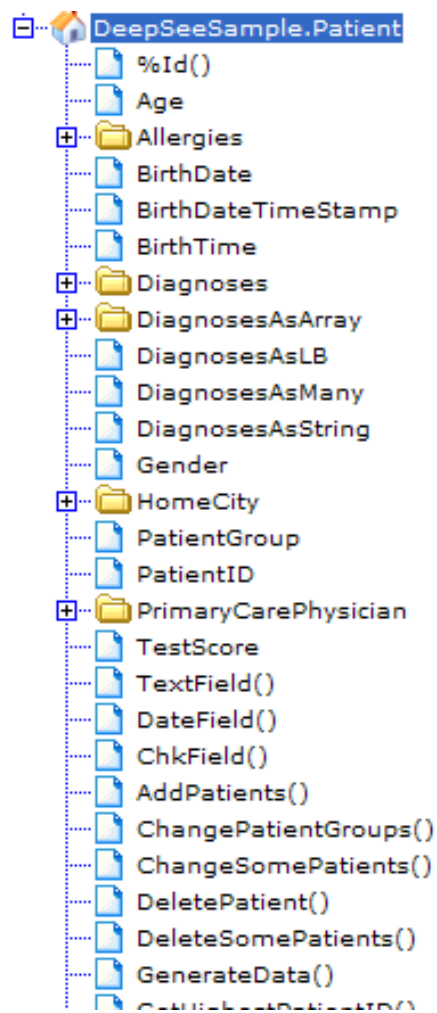 DeepSeeSample.Patient
%Id()
Age
Allergies
BirthDate
BirthDateTimeStamp
BirthTime
Diagnoses
DiagnosesAsArray
DiagnosesAsLB
DiagnosesAsMany
DiagnosesAsString
Gender
HomeCity
PatientGroup
PatientID
PrimaryCarePhysician
TestScore
TextField()
DateField()
ChkField()
AddPatients()
ChangePatientGroups()
ChangeSomePatients()
DeletePatient()
DeleteSomePatients()
GenerateData()
GetHighestPatientID()